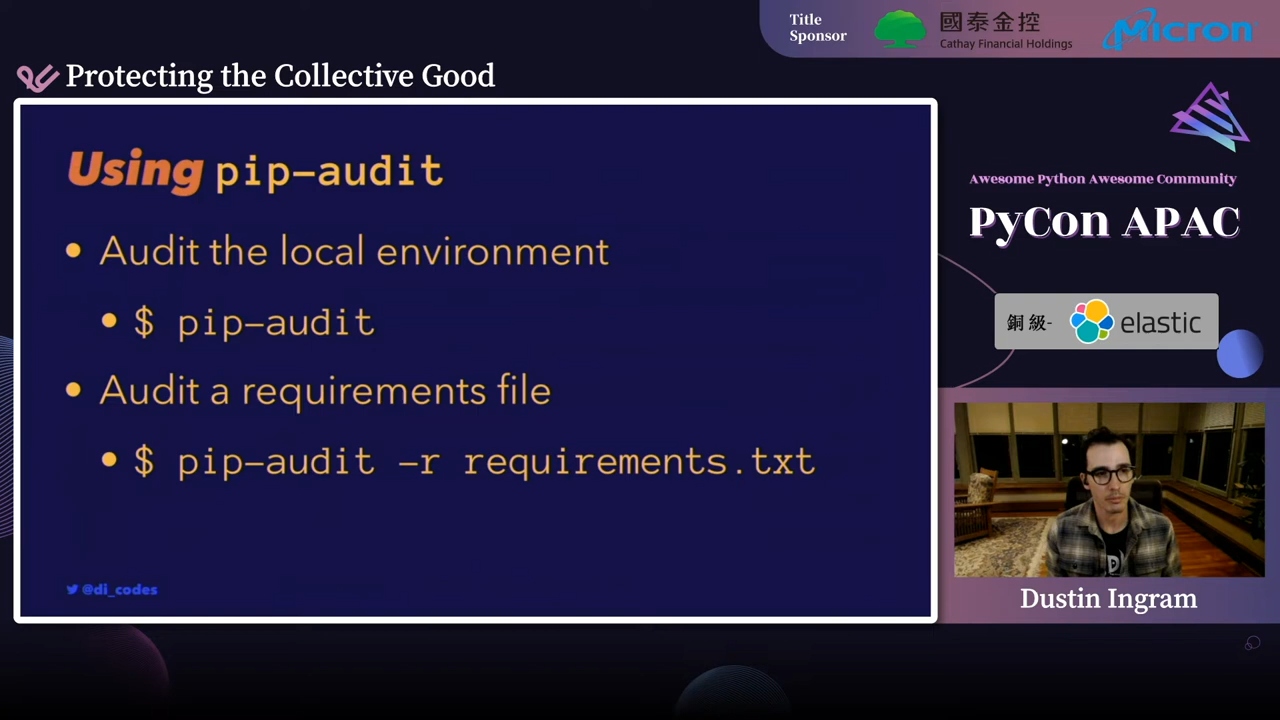 Title
Sponsor
國泰金控
Cathay Financial Holdings
Micron
Protecting the Collective Good
Using pip-audit
• Audit the local environment
• $ pip-audit
• Audit a requirements file
• $ pip-audit -r requirements.txt
@di_codes
Awesome Python Awesome Community
PyCon APAC
銅級-
elastic
Dustin Ingram